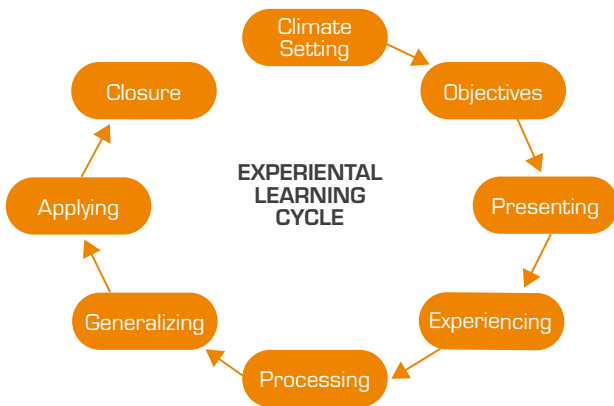 Climate
Setting
Objectives
Presenting
Experiencing
Processing
Generalizing
Applying
Closure
EXPERIENTAL
LEARNING
CYCLE